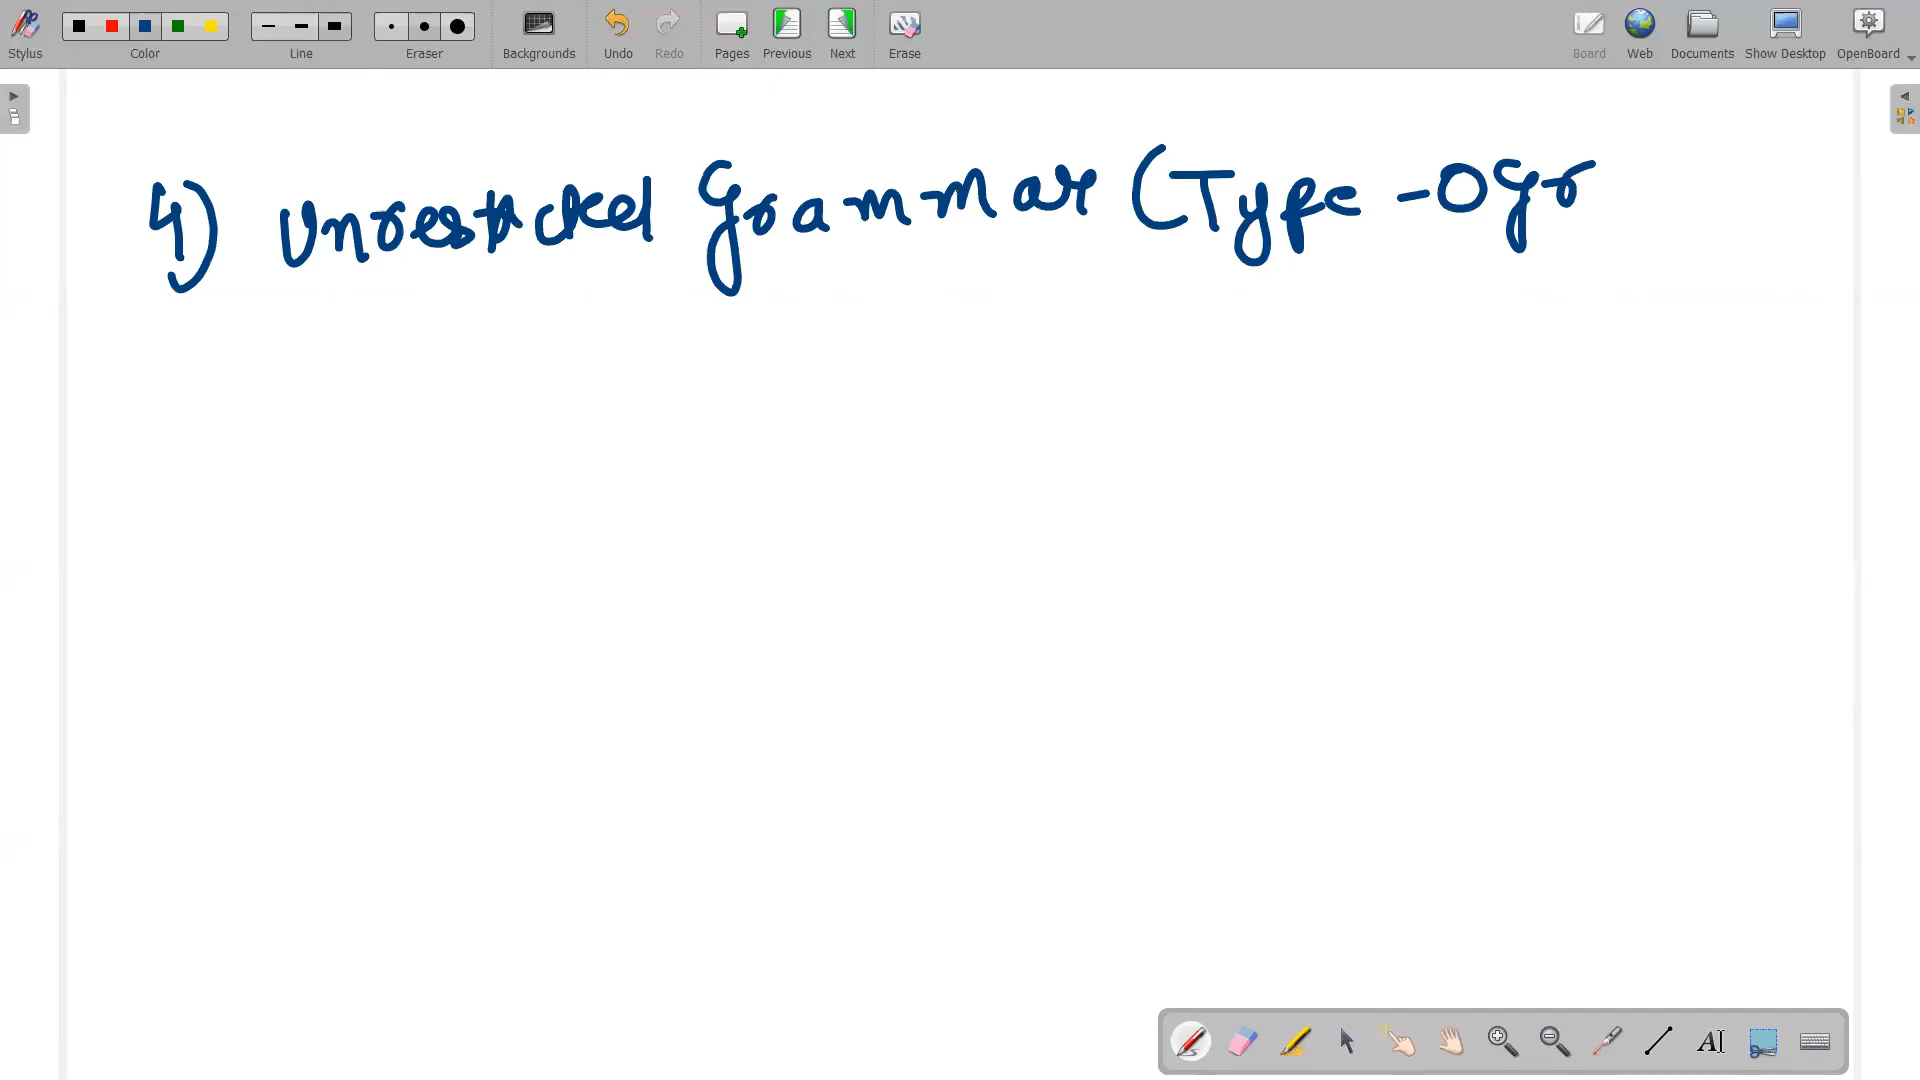 Stylus
Color
Line
Eraser
Backgrounds
Undo
Redo
Pages
Previous
Next
Erase
Board
Web
Documents
Show Desktop
OpenBoard
4) Unrestricted Grammar (Type -0 Gr